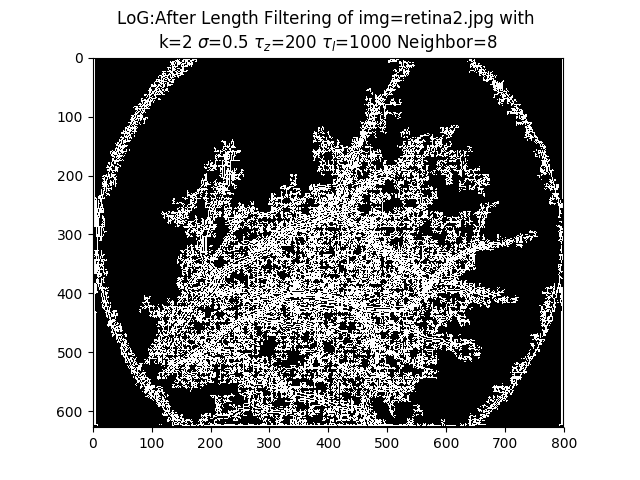 LoG:After Length Filtering of img=retina2.jpg with
k=2 σ=0.5 τz=200 τl=1000 Neighbor=8
0
100
200
300
400
500
600
0 100 200 300 400 500 600 700 800